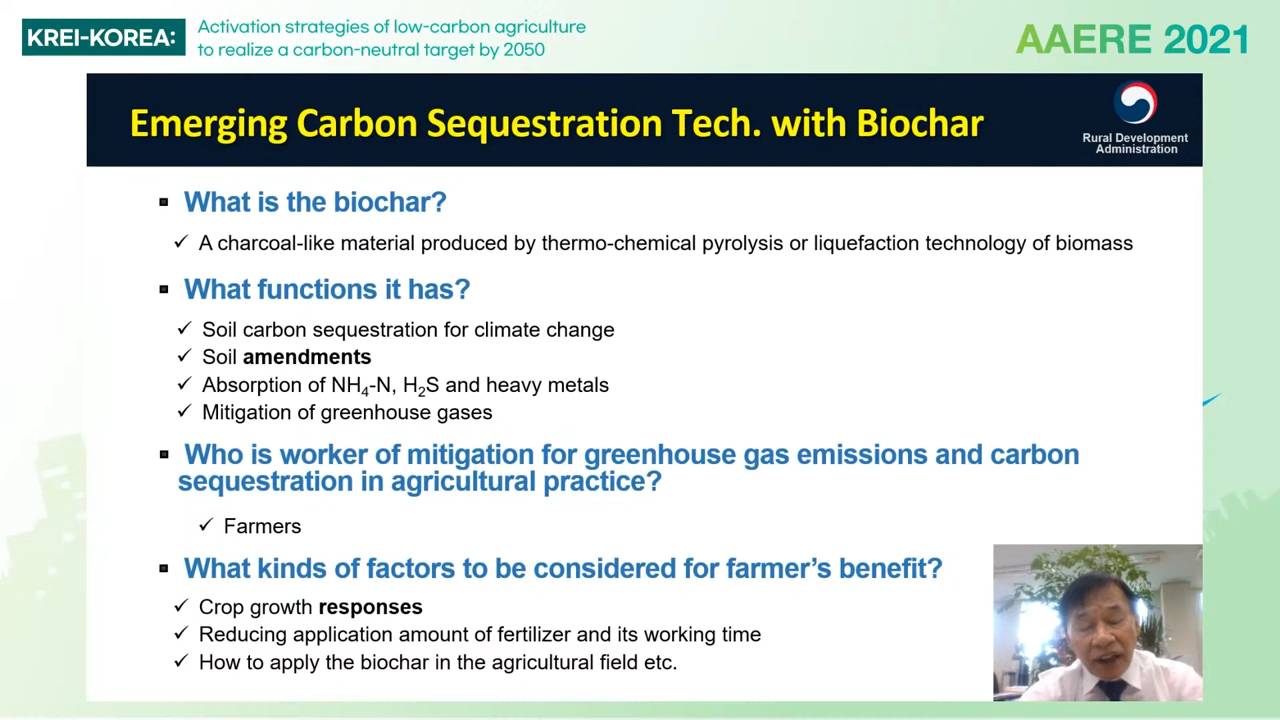 KREI-KOREA:
Activation strategies of low-carbon agriculture
to realize a carbon-neutral target by 2050
AAERE 2021
Emerging Carbon Sequestration Tech. with Biochar
Rural Development
Administration
What is the biochar?
✓ A charcoal-like material produced by thermo-chemical pyrolysis or liquefaction technology of biomass
What functions it has?
✓ Soil carbon sequestration for climate change
✓ Soil amendments
✓ Absorption of NH₄-N, H₂S and heavy metals
✓ Mitigation of greenhouse gases
Who is worker of mitigation for greenhouse gas emissions and carbon
sequestration in agricultural practice?
✓ Farmers
What kinds of factors to be considered for farmer's benefit?
✓ Crop growth responses
✓ Reducing application amount of fertilizer and its working time
✓ How to apply the biochar in the agricultural field etc.